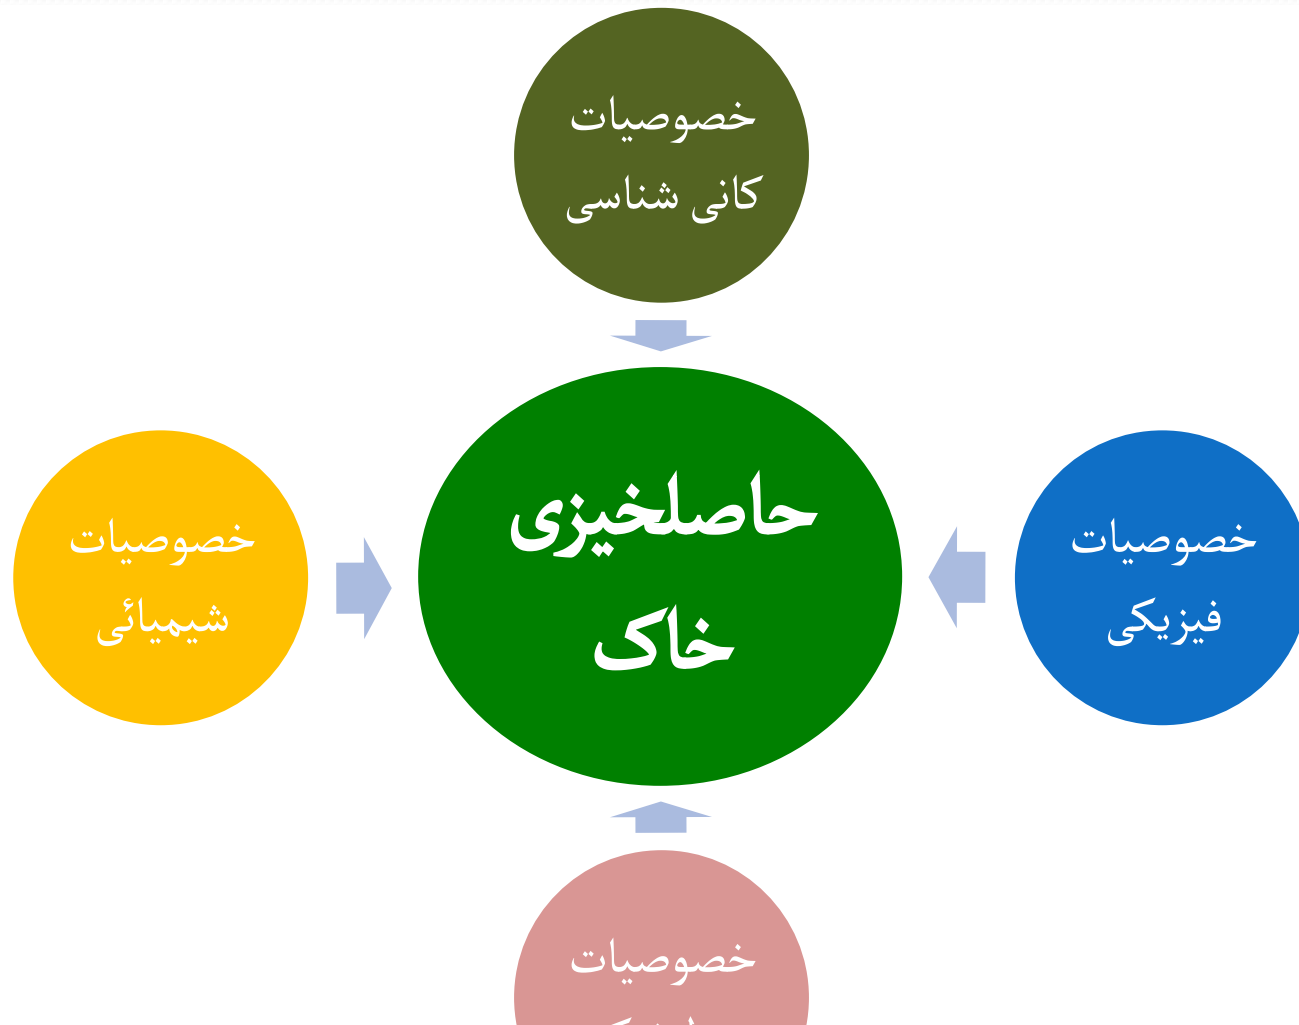 خصوصیات
کانی شناسی
خصوصیات
فیزیکی
حاصلخیزی
خاک
خصوصیات
شیمیائی
خصوصیات